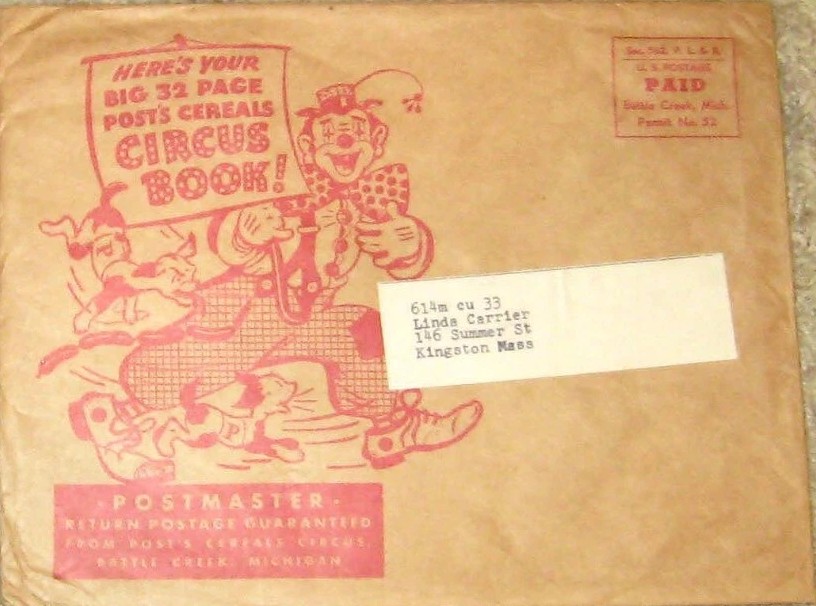 HERE'S YOUR
BIG 32 PAGE
POST'S CEREALS
CIRCUS
BOOK!
Sec. 562, P. L. & R.
U. S. POSTAGE
PAID
Battle Creek, Mich.
Permit No. 52
614m cu 33
Linda Carrier
146 Summer St
Kingston Mass
· POSTMASTER ·
RETURN POSTAGE GUARANTEED
FROM POST'S CEREALS CIRCUS,
BATTLE CREEK, MICHIGAN